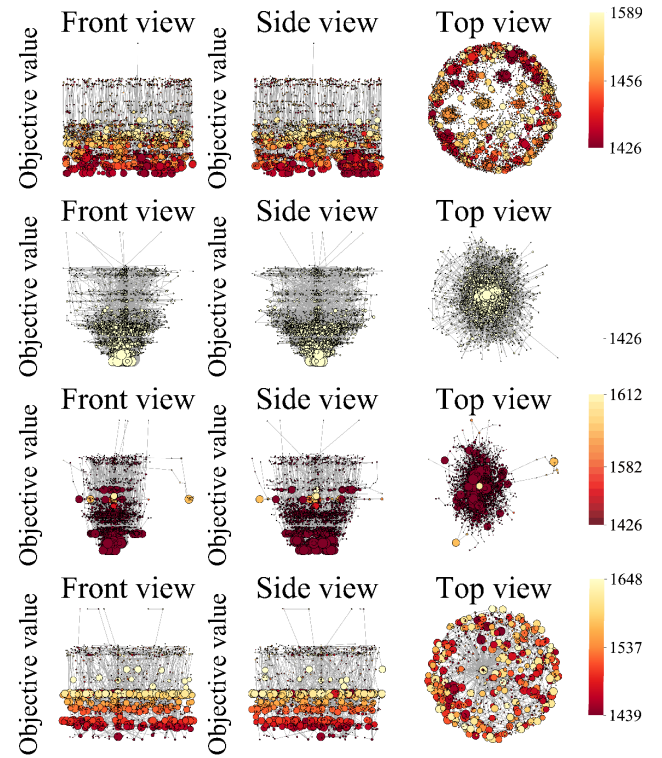 Front view Side view Top view
Objective value Objective value
1589
1456
1426
Front view Side view Top view
Objective value Objective value
1426
Front view Side view Top view
Objective value Objective value
1612
1582
1426
Front view Side view Top view
Objective value Objective value
1648
1537
1439